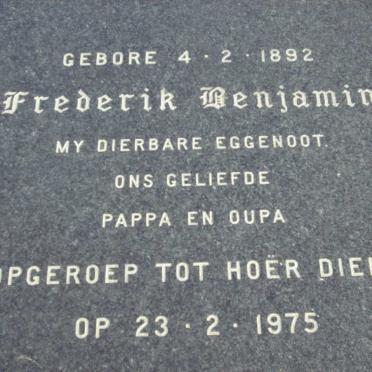 GEBORE 4·2·1892
Frederik Benjamin
MY DIERBARE EGGENOOT.
ONS GELIEFDE
PAPPA EN OUPA
OPGEROEP TOT HOËR DIE
OP 23·2·1975